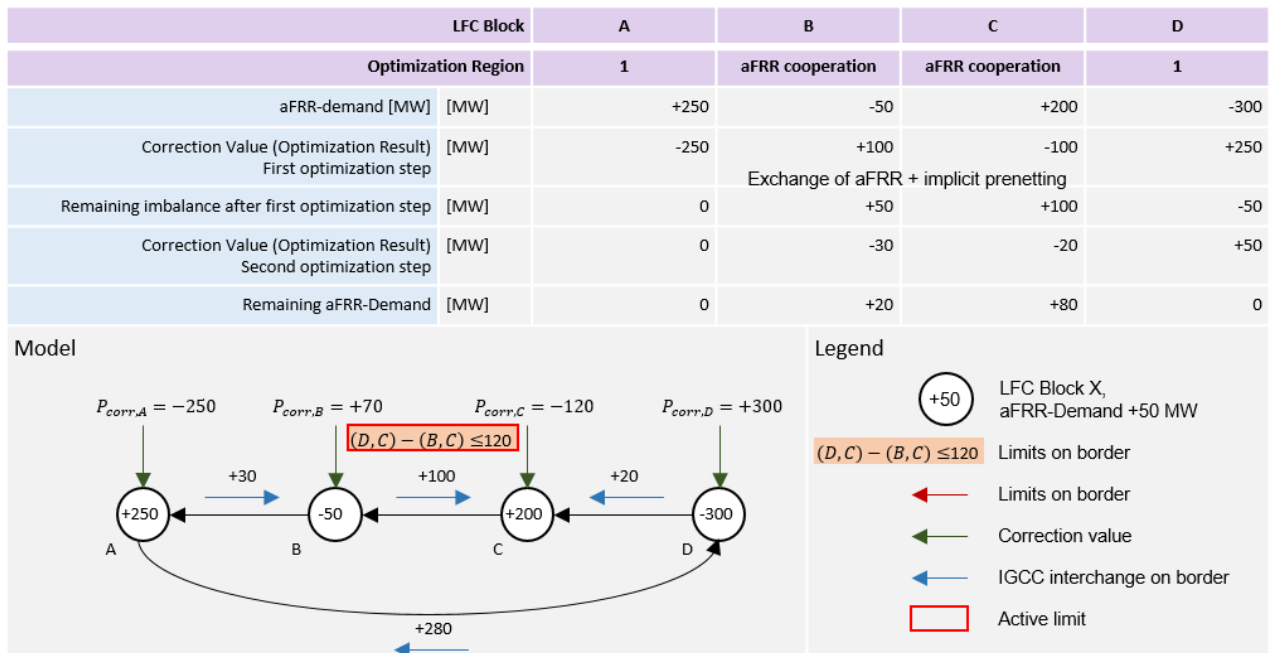 LFC Block A B C D
Optimization Region 1 aFRR cooperation aFRR cooperation 1
aFRR-demand [MW] [MW] +250 -50 +200 -300
Correction Value (Optimization Result) [MW] -250 +100 -100 +250
First optimization step
Exchange of aFRR + implicit prenetting
Remaining imbalance after first optimization step [MW] 0 +50 +100 -50
Correction Value (Optimization Result) [MW] 0 -30 -20 +50
Second optimization step
Remaining aFRR-Demand [MW] 0 +20 +80 0
Model
P_corr,A = −250 P_corr,B = +70 P_corr,C = −120 P_corr,D = +300
(D, C) − (B, C) ≤120
+30 +100 +20
+250 -50 +200 -300
A B C D
+280
Legend
+50
LFC Block X,
aFRR-Demand +50 MW
(D, C) − (B, C) ≤120 Limits on border
Limits on border
Correction value
IGCC interchange on border
Active limit